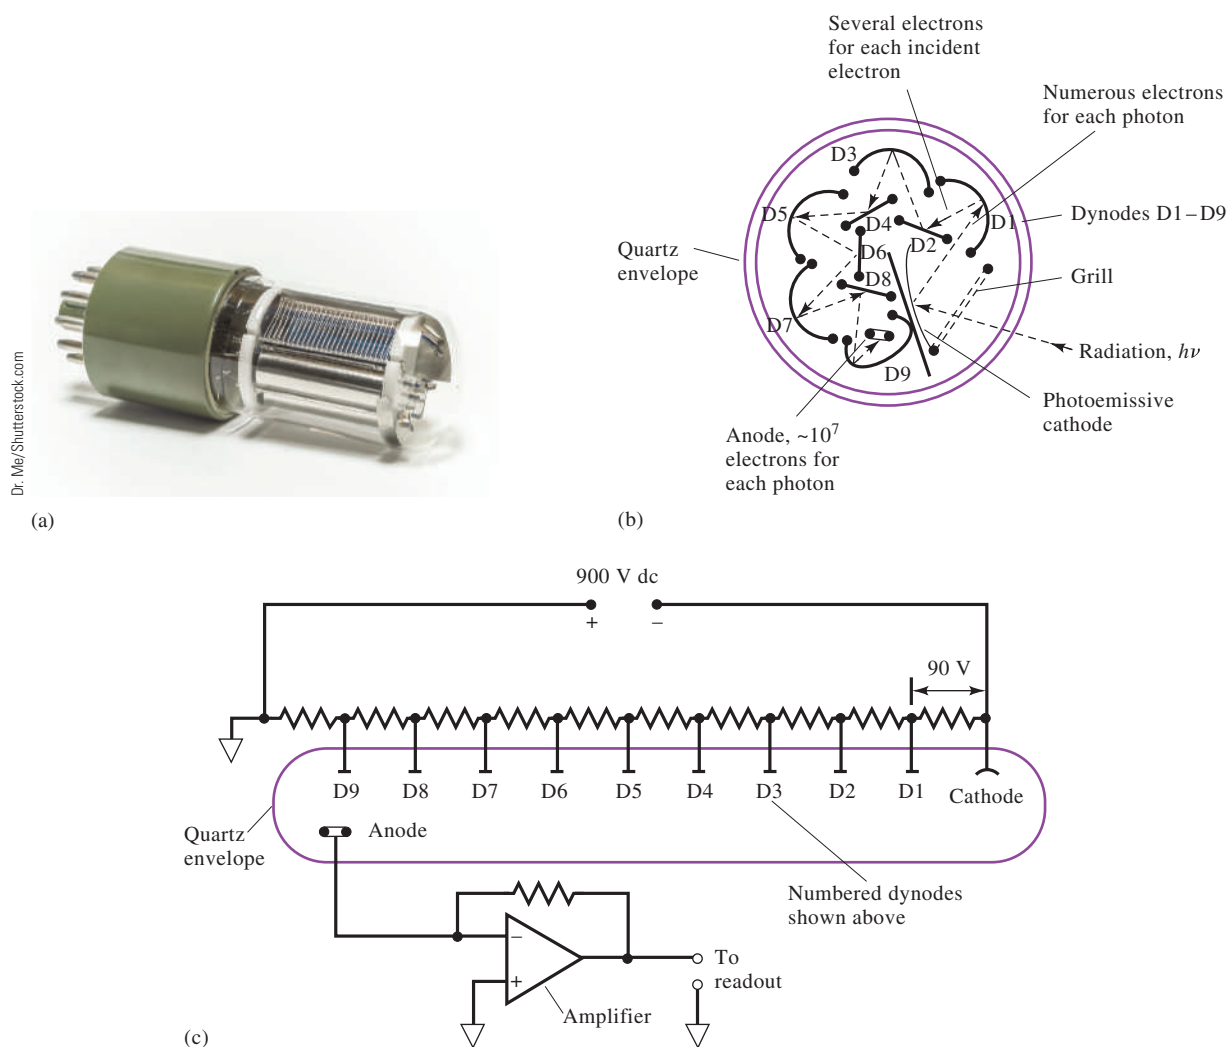 Dr. Me/Shutterstock.com
(a)
Several electrons
for each incident
electron
Numerous electrons
for each photon
D3
D5
D4
D1
Dynodes D1–D9
D2
Quartz
envelope
D6
D8
Grill
D7
Radiation, hν
D9
Photoemissive
cathode
Anode, ~10⁷
electrons for
each photon
(b)
900 V dc
+
–
90 V
D9
D8
D7
D6
D5
D4
D3
D2
D1
Cathode
Quartz
envelope
Anode
Numbered dynodes
shown above
–
+
To
readout
Amplifier
(c)